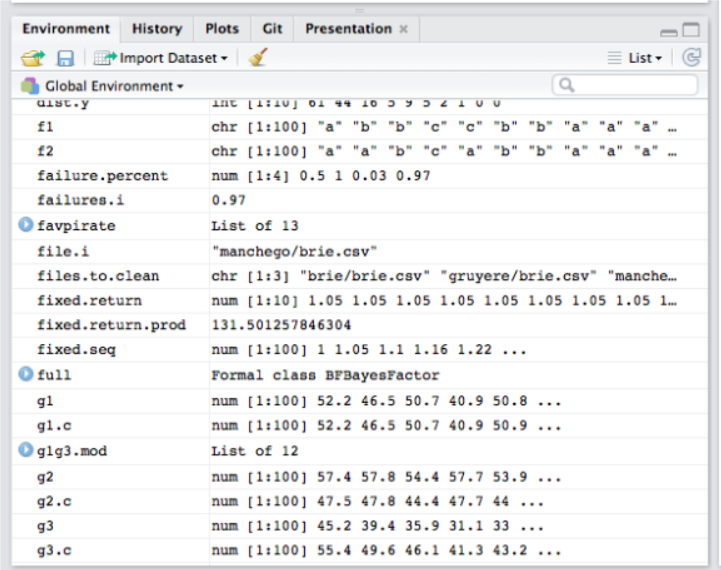 Environment History Plots Git Presentation ×
Import Dataset List
Global Environment
dist.y int [1:10] 61 44 16 5 9 5 2 1 0 0
f1 chr [1:100] "a" "b" "b" "c" "c" "b" "b" "a" "a" "a" …
f2 chr [1:100] "a" "a" "b" "c" "a" "b" "b" "a" "a" "a" …
failure.percent num [1:4] 0.5 1 0.03 0.97
failures.i 0.97
favpirate List of 13
file.i "manchego/brie.csv"
files.to.clean chr [1:3] "brie/brie.csv" "gruyere/brie.csv" "manche…
fixed.return num [1:10] 1.05 1.05 1.05 1.05 1.05 1.05 1.05 1.05 1…
fixed.return.prod 131.501257846304
fixed.seq num [1:100] 1 1.05 1.1 1.16 1.22 ...
full Formal class BFBayesFactor
g1 num [1:100] 52.2 46.5 50.7 40.9 50.8 ...
g1.c num [1:100] 52.2 46.5 50.7 40.9 50.9 ...
g1g3.mod List of 12
g2 num [1:100] 57.4 57.8 54.4 57.7 53.9 ...
g2.c num [1:100] 47.5 47.8 44.4 47.7 44 ...
g3 num [1:100] 45.2 39.4 35.9 31.1 33 ...
g3.c num [1:100] 55.4 49.6 46.1 41.3 43.2 ...